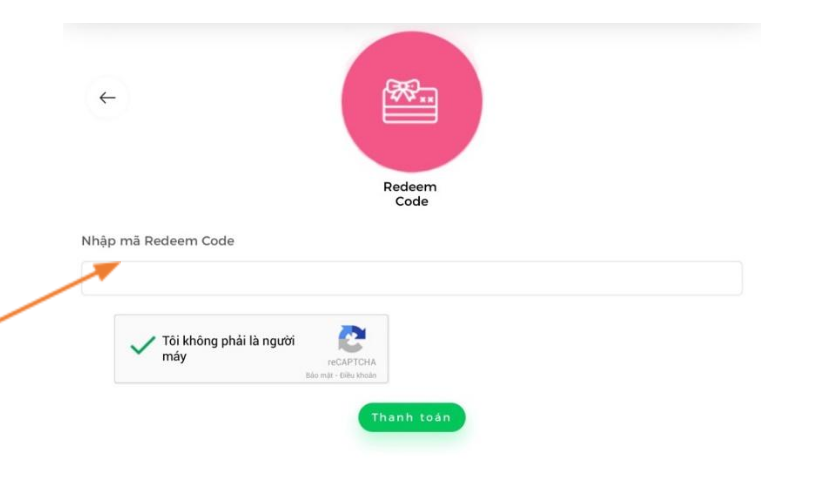 Redeem
Code
Nhập mã Redeem Code
Tôi không phải là người
máy
reCAPTCHA
Bảo mật - Điều khoản
Thanh toán